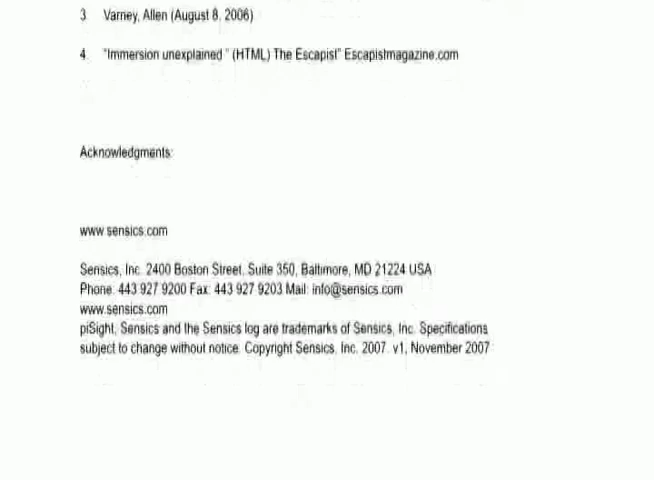 3. Varney, Allen (August 8, 2006)
4. "Immersion unexplained." (HTML) The Escapist" Escapistmagazine.com
Acknowledgments:
www.sensics.com
Sensics, Inc. 2400 Boston Street, Suite 350, Baltimore, MD 21224 USA
Phone: 443 927 9200 Fax: 443 927 9203 Mail: info@sensics.com
www.sensics.com
piSight, Sensics and the Sensics log are trademarks of Sensics, Inc. Specifications
subject to change without notice. Copyright Sensics, Inc. 2007. v1, November 2007